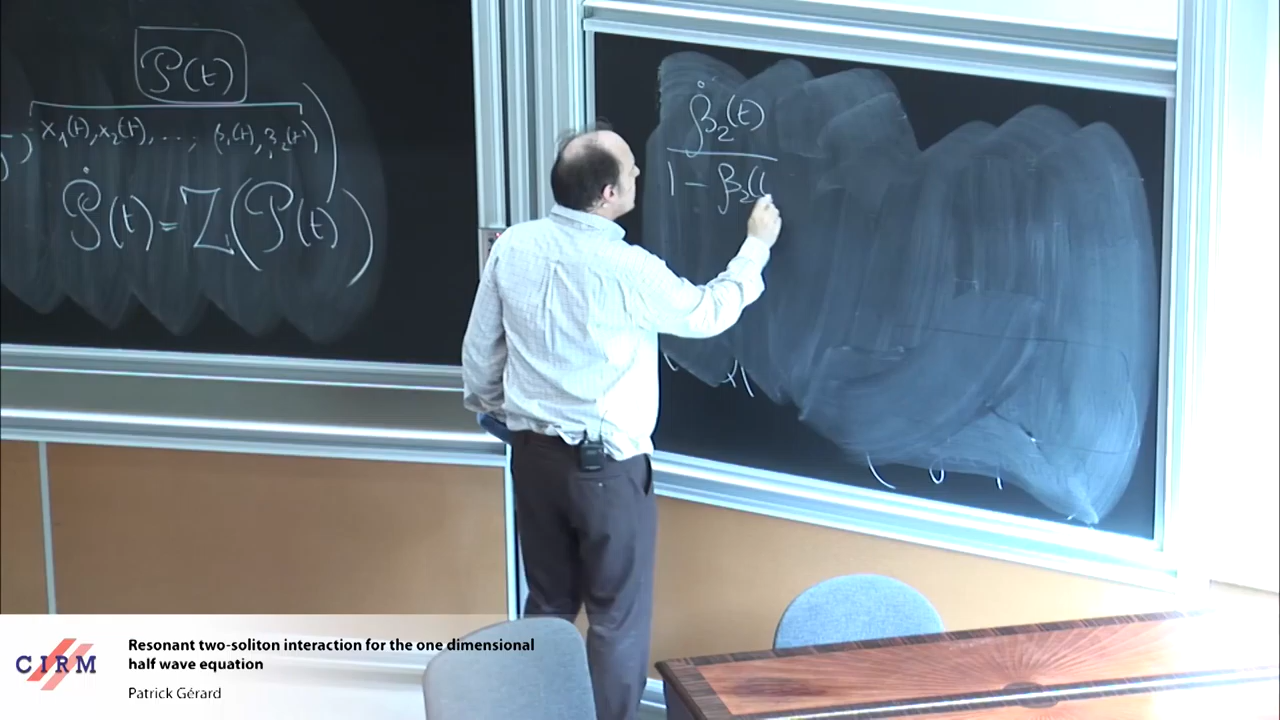 𝒫(t)
x₁(t), x₂(t), . . . ; β₁(t), β₂(t))
𝒫̇(t) = Z(𝒫(t))
β̇₂(t)
1 − β₂(t
CIRM
Resonant two-soliton interaction for the one dimensional
half wave equation
Patrick Gérard